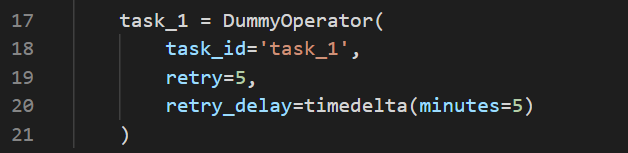 17 task_1 = DummyOperator(
18 task_id='task_1',
19 retry=5,
20 retry_delay=timedelta(minutes=5)
21 )